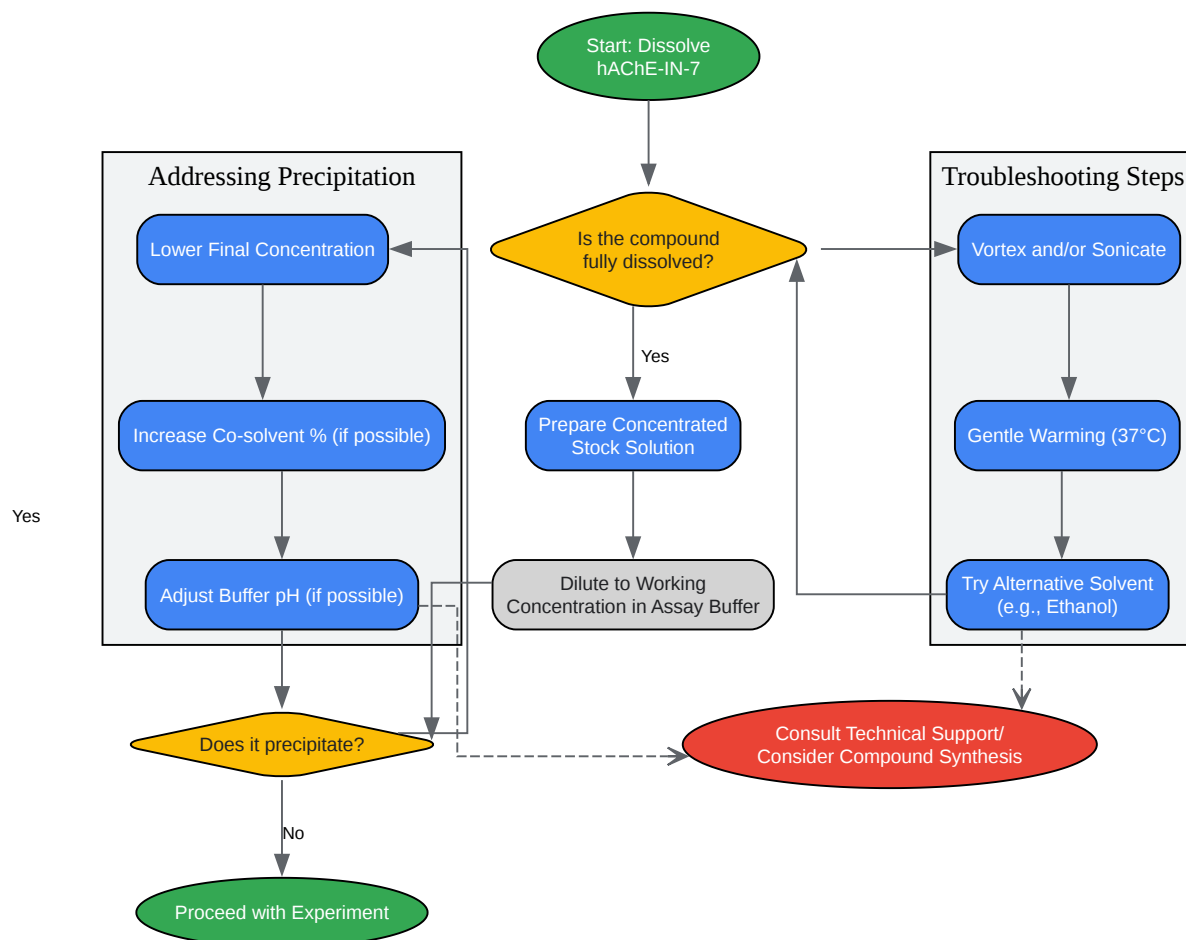 Start: Dissolve
hAChE-IN-7
Addressing Precipitation
Troubleshooting Steps
Lower Final Concentration
Is the compound
fully dissolved?
Vortex and/or Sonicate
Yes
Increase Co-solvent % (if possible)
Prepare Concentrated
Stock Solution
Gentle Warming (37°C)
Yes
Adjust Buffer pH (if possible)
Dilute to Working
Concentration in Assay Buffer
Try Alternative Solvent
(e.g., Ethanol)
Does it precipitate?
Consult Technical Support/
Consider Compound Synthesis
No
Proceed with Experiment